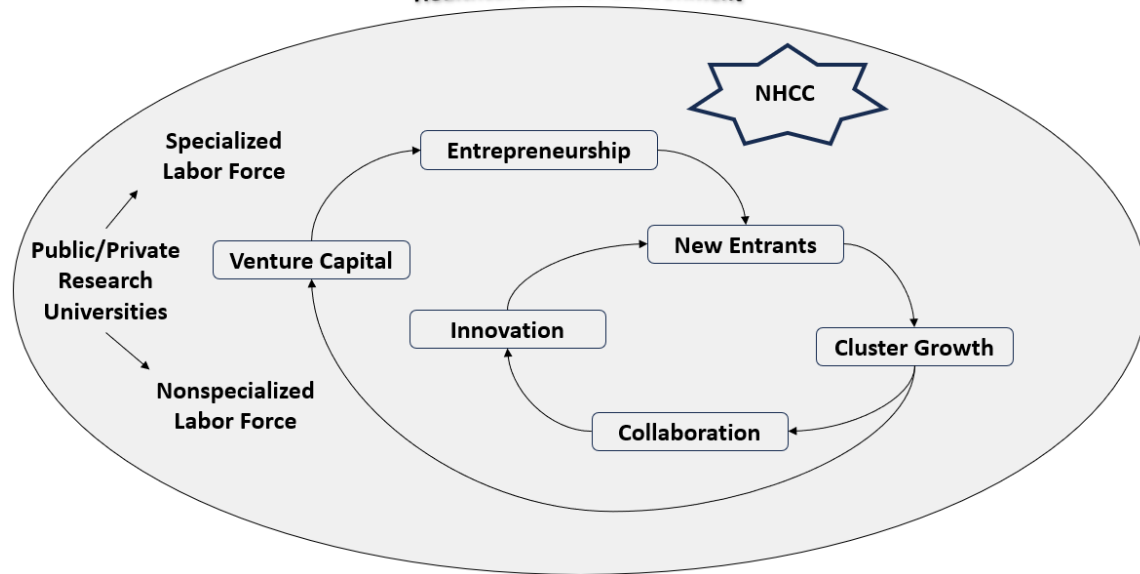 NHCC
Specialized
Labor Force
Entrepreneurship
Public/Private
Research
Universities
New Entrants
Venture Capital
Innovation
Cluster Growth
Nonspecialized
Labor Force
Collaboration